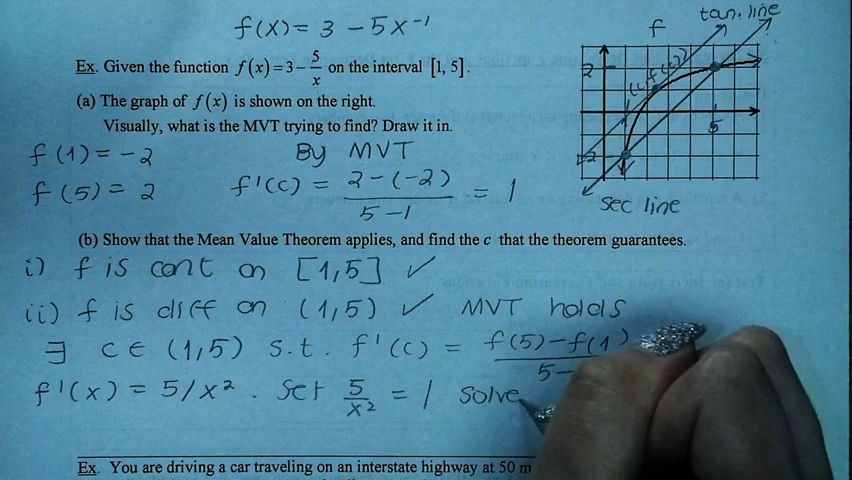 f(x) = 3 - 5x⁻¹
Ex. Given the function f(x)=3-5/x on the interval [1, 5].
(a) The graph of f(x) is shown on the right.
Visually, what is the MVT trying to find? Draw it in.
f(1) = -2
By MVT
f(5) = 2
f'(c) = 2-(-2)/5-1 = 1
f
tan. line
(c, f(c))
2
1
5
-2
sec line
(b) Show that the Mean Value Theorem applies, and find the c that the theorem guarantees.
i) f is cont on [1,5] ✓
ii) f is diff on (1,5) ✓ MVT holds
∃ c ∈ (1,5) s.t. f'(c) = f(5)-f(1)/5-
f'(x) = 5/x². Set 5/x² = 1 solve
Ex. You are driving a car traveling on an interstate highway at 50 m